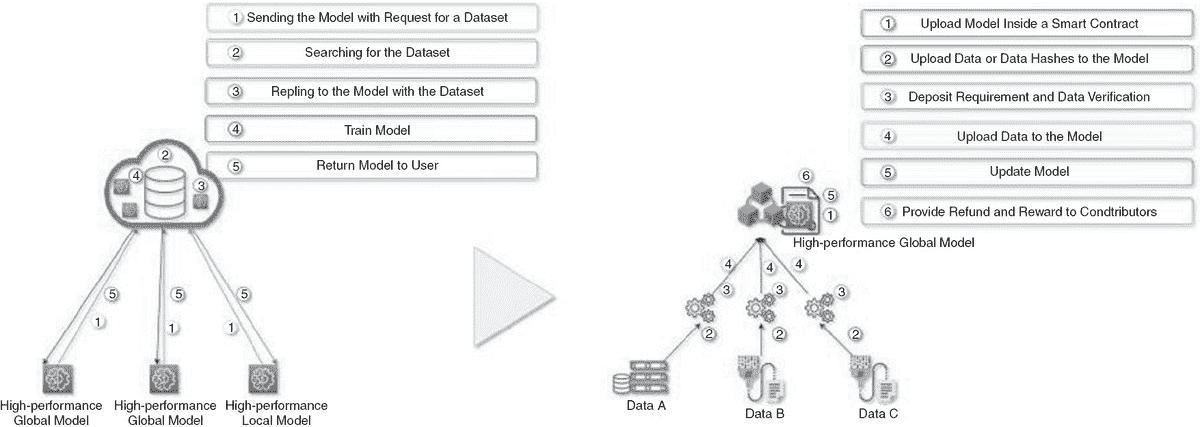 1 Sending the Model with Request for a Dataset
2 Searching for the Dataset
3 Repling to the Model with the Dataset
4 Train Model
5 Return Model to User
2
4
3
5
5
5
1
1
1
High-performance
Global Model
High-performance
Global Model
High-performance
Local Model
1 Upload Model Inside a Smart Contract
2 Upload Data or Data Hashes to the Model
3 Deposit Requirement and Data Verification
4 Upload Data to the Model
5 Update Model
6 Provide Refund and Reward to Condtributors
6
5
1
High-performance Global Model
4
4
4
3
3
3
2
2
2
Data A
Data B
Data C